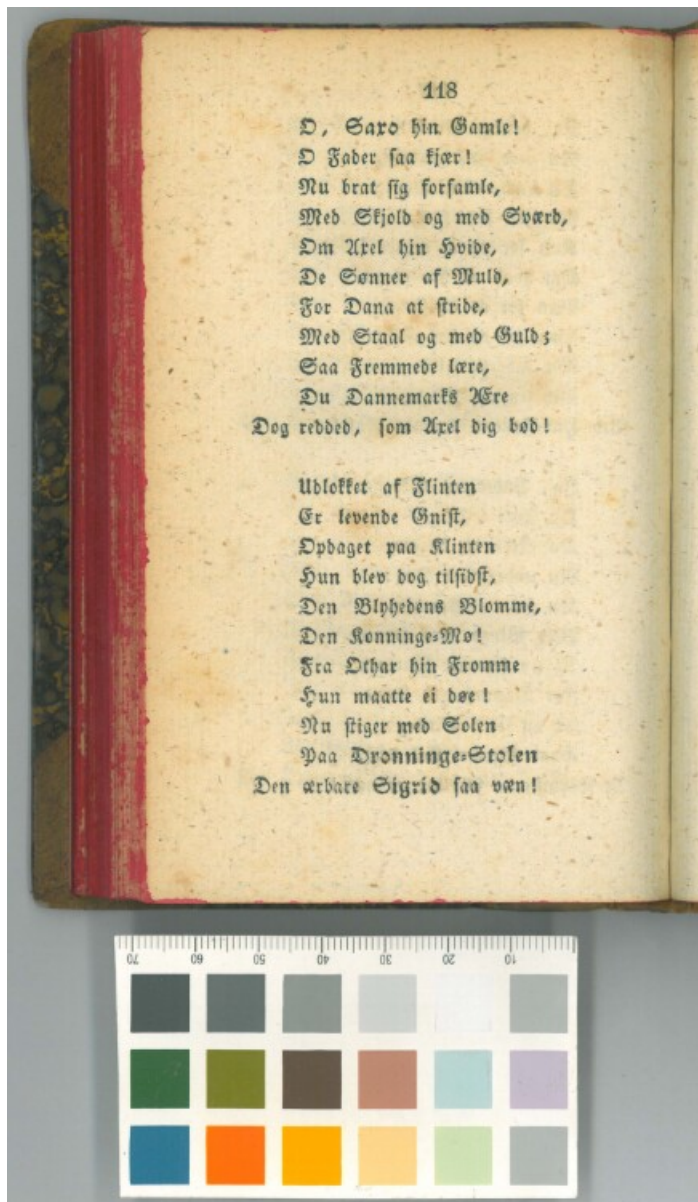 118
O, Saxo hin Gamle!
O Fader saa kjær!
Nu brat sig forsamle,
Med Skjold og med Sværd,
Om Axel hin Hvide,
De Sønner af Muld,
For Dana at stride,
Med Staal og med Guld;
Saa Fremmede lære,
Du Dannemarks Ære
Dog redded, som Axel dig bød!
Udlokket af Flinten
Er levende Gnist,
Opdaget paa Klinten
Hun blev dog tilsidst,
Den Blyhedens Blomme,
Den Konninge-Mø!
Fra Othar hin Fromme
Hun maatte ei døe!
Nu stiger med Solen
Paa Dronninge-Stolen
Den ærbare Sigrid saa væn!
70 60 50 40 30 20 10